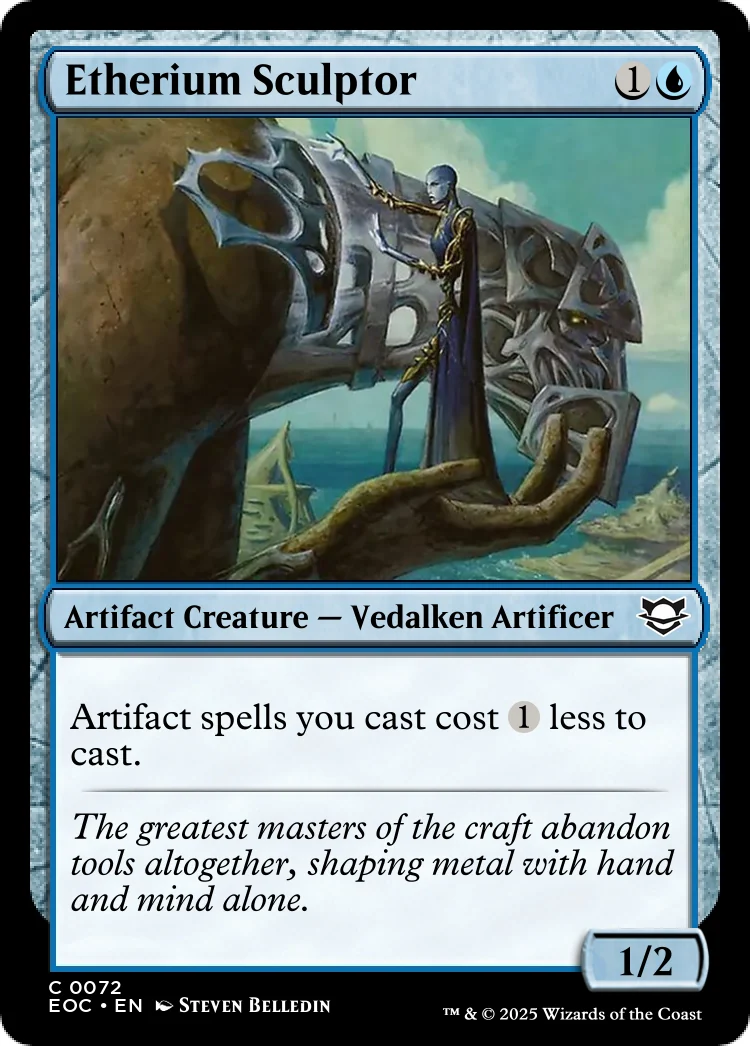 Etherium Sculptor 1
Artifact Creature — Vedalken Artificer
Artifact spells you cast cost 1 less to
cast.
The greatest masters of the craft abandon
tools altogether, shaping metal with hand
and mind alone.
1/2
C 0072
EOC • EN Steven Belledin
™ & © 2025 Wizards of the Coast